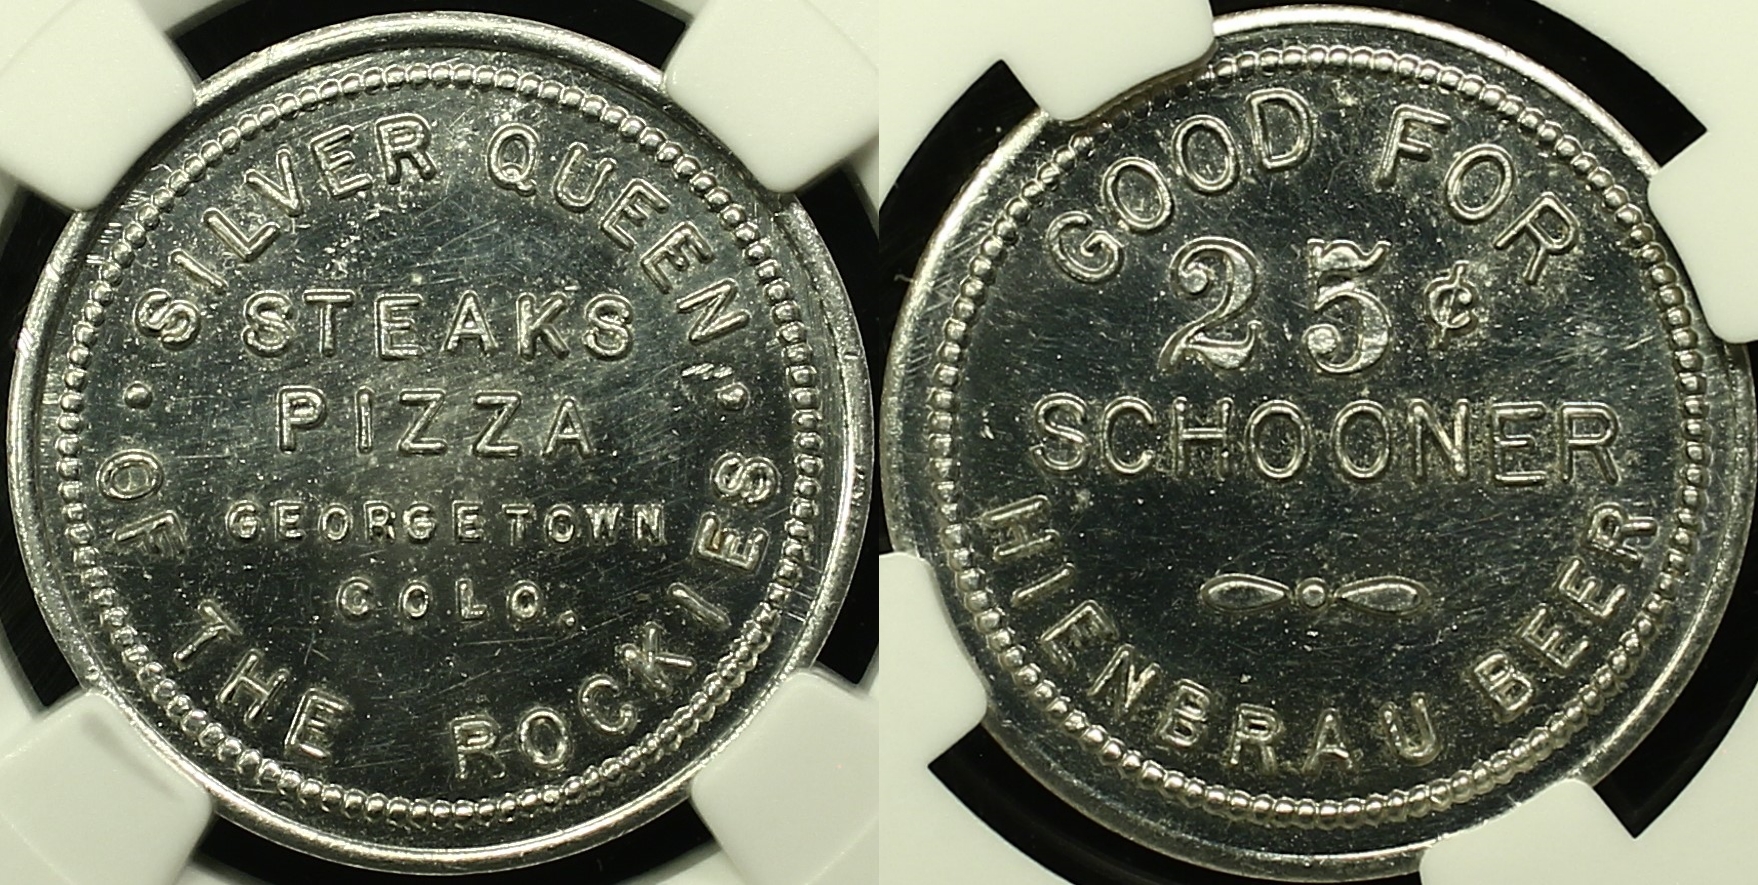 · SILVER QUEEN,"
STEAKS
PIZZA
GEORGETOWN
COLO.
OF THE ROCKIES
GOOD FOR
25¢
SCHOONER
HIENBRAU BEER